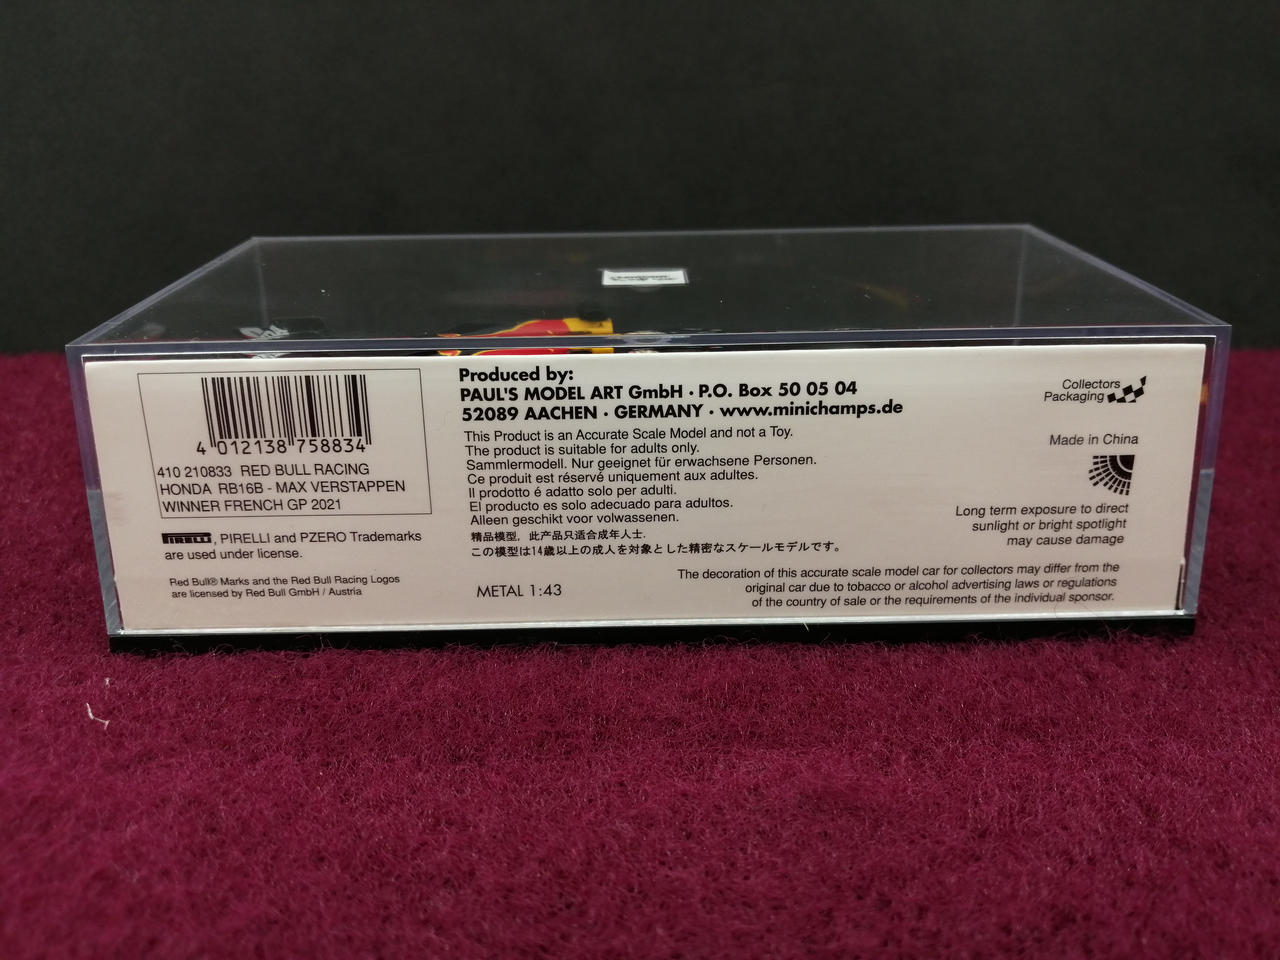 4 012138 758834
410 210833 RED BULL RACING
HONDA RB16B - MAX VERSTAPPEN
WINNER FRENCH GP 2021
PIRELLI, PIRELLI and PZERO Trademarks
are used under license.
Red Bull® Marks and the Red Bull Racing Logos
are licensed by Red Bull GmbH / Austria
Produced by:
PAUL'S MODEL ART GmbH · P.O. Box 50 05 04
52089 AACHEN · GERMANY · www.minichamps.de
This Product is an Accurate Scale Model and not a Toy.
The product is suitable for adults only.
Sammlermodell. Nur geeignet für erwachsene Personen.
Ce produit est réservé uniquement aux adultes.
Il prodotto é adatto solo per adulti.
El producto es solo adecuado para adultos.
Alleen geschikt voor volwassenen.
精品模型，此产品只适合成年人士.
この模型は14歳以上の成人を対象とした精密なスケールモデルです。
METAL 1:43
Collectors
Packaging
Made in China
Long term exposure to direct
sunlight or bright spotlight
may cause damage
The decoration of this accurate scale model car for collectors may differ from the
original car due to tobacco or alcohol advertising laws or regulations
of the country of sale or the requirements of the individual sponsor.